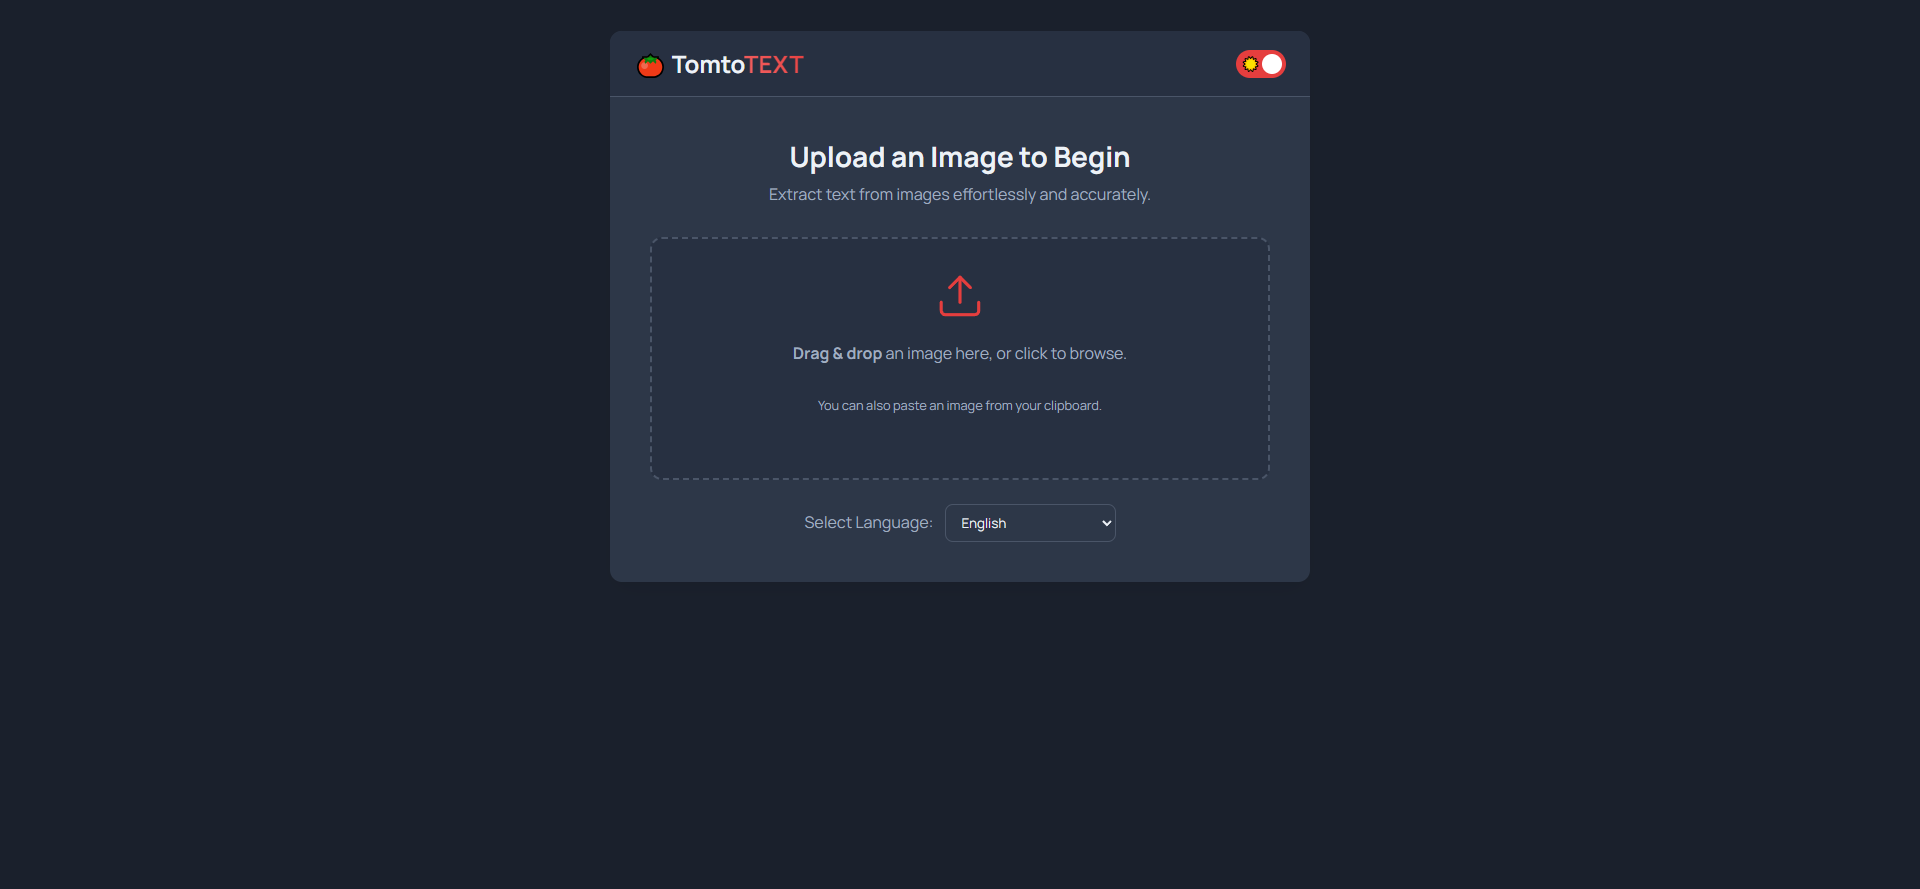 TomtoTEXT
Upload an Image to Begin
Extract text from images effortlessly and accurately.
Drag & drop an image here, or click to browse.
You can also paste an image from your clipboard.
Select Language: English